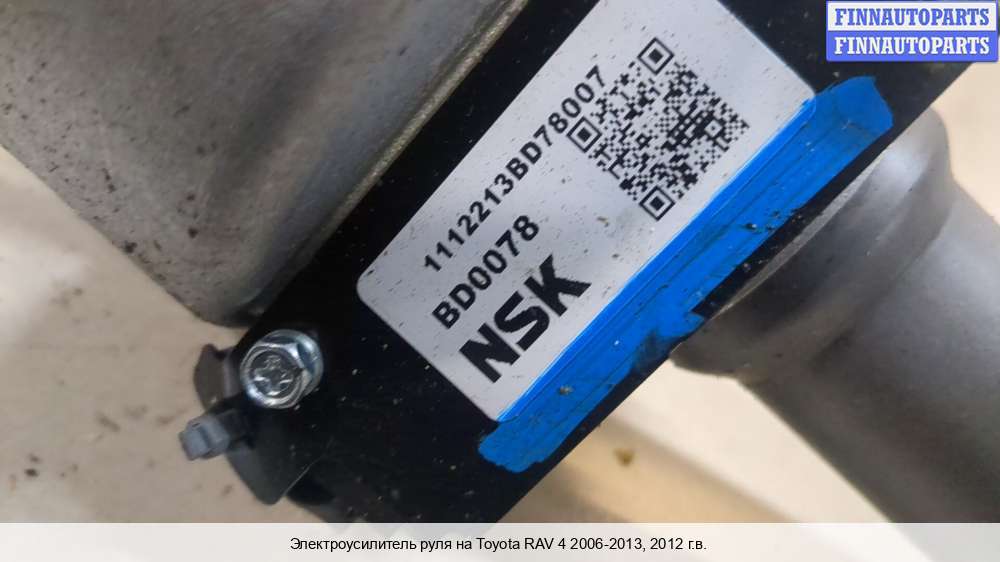 FINNAUTOPARTS
FINNAUTOPARTS
1112213BD78007
BD0078
NSK
Электроусилитель руля на Toyota RAV 4 2006-2013, 2012 г.в.